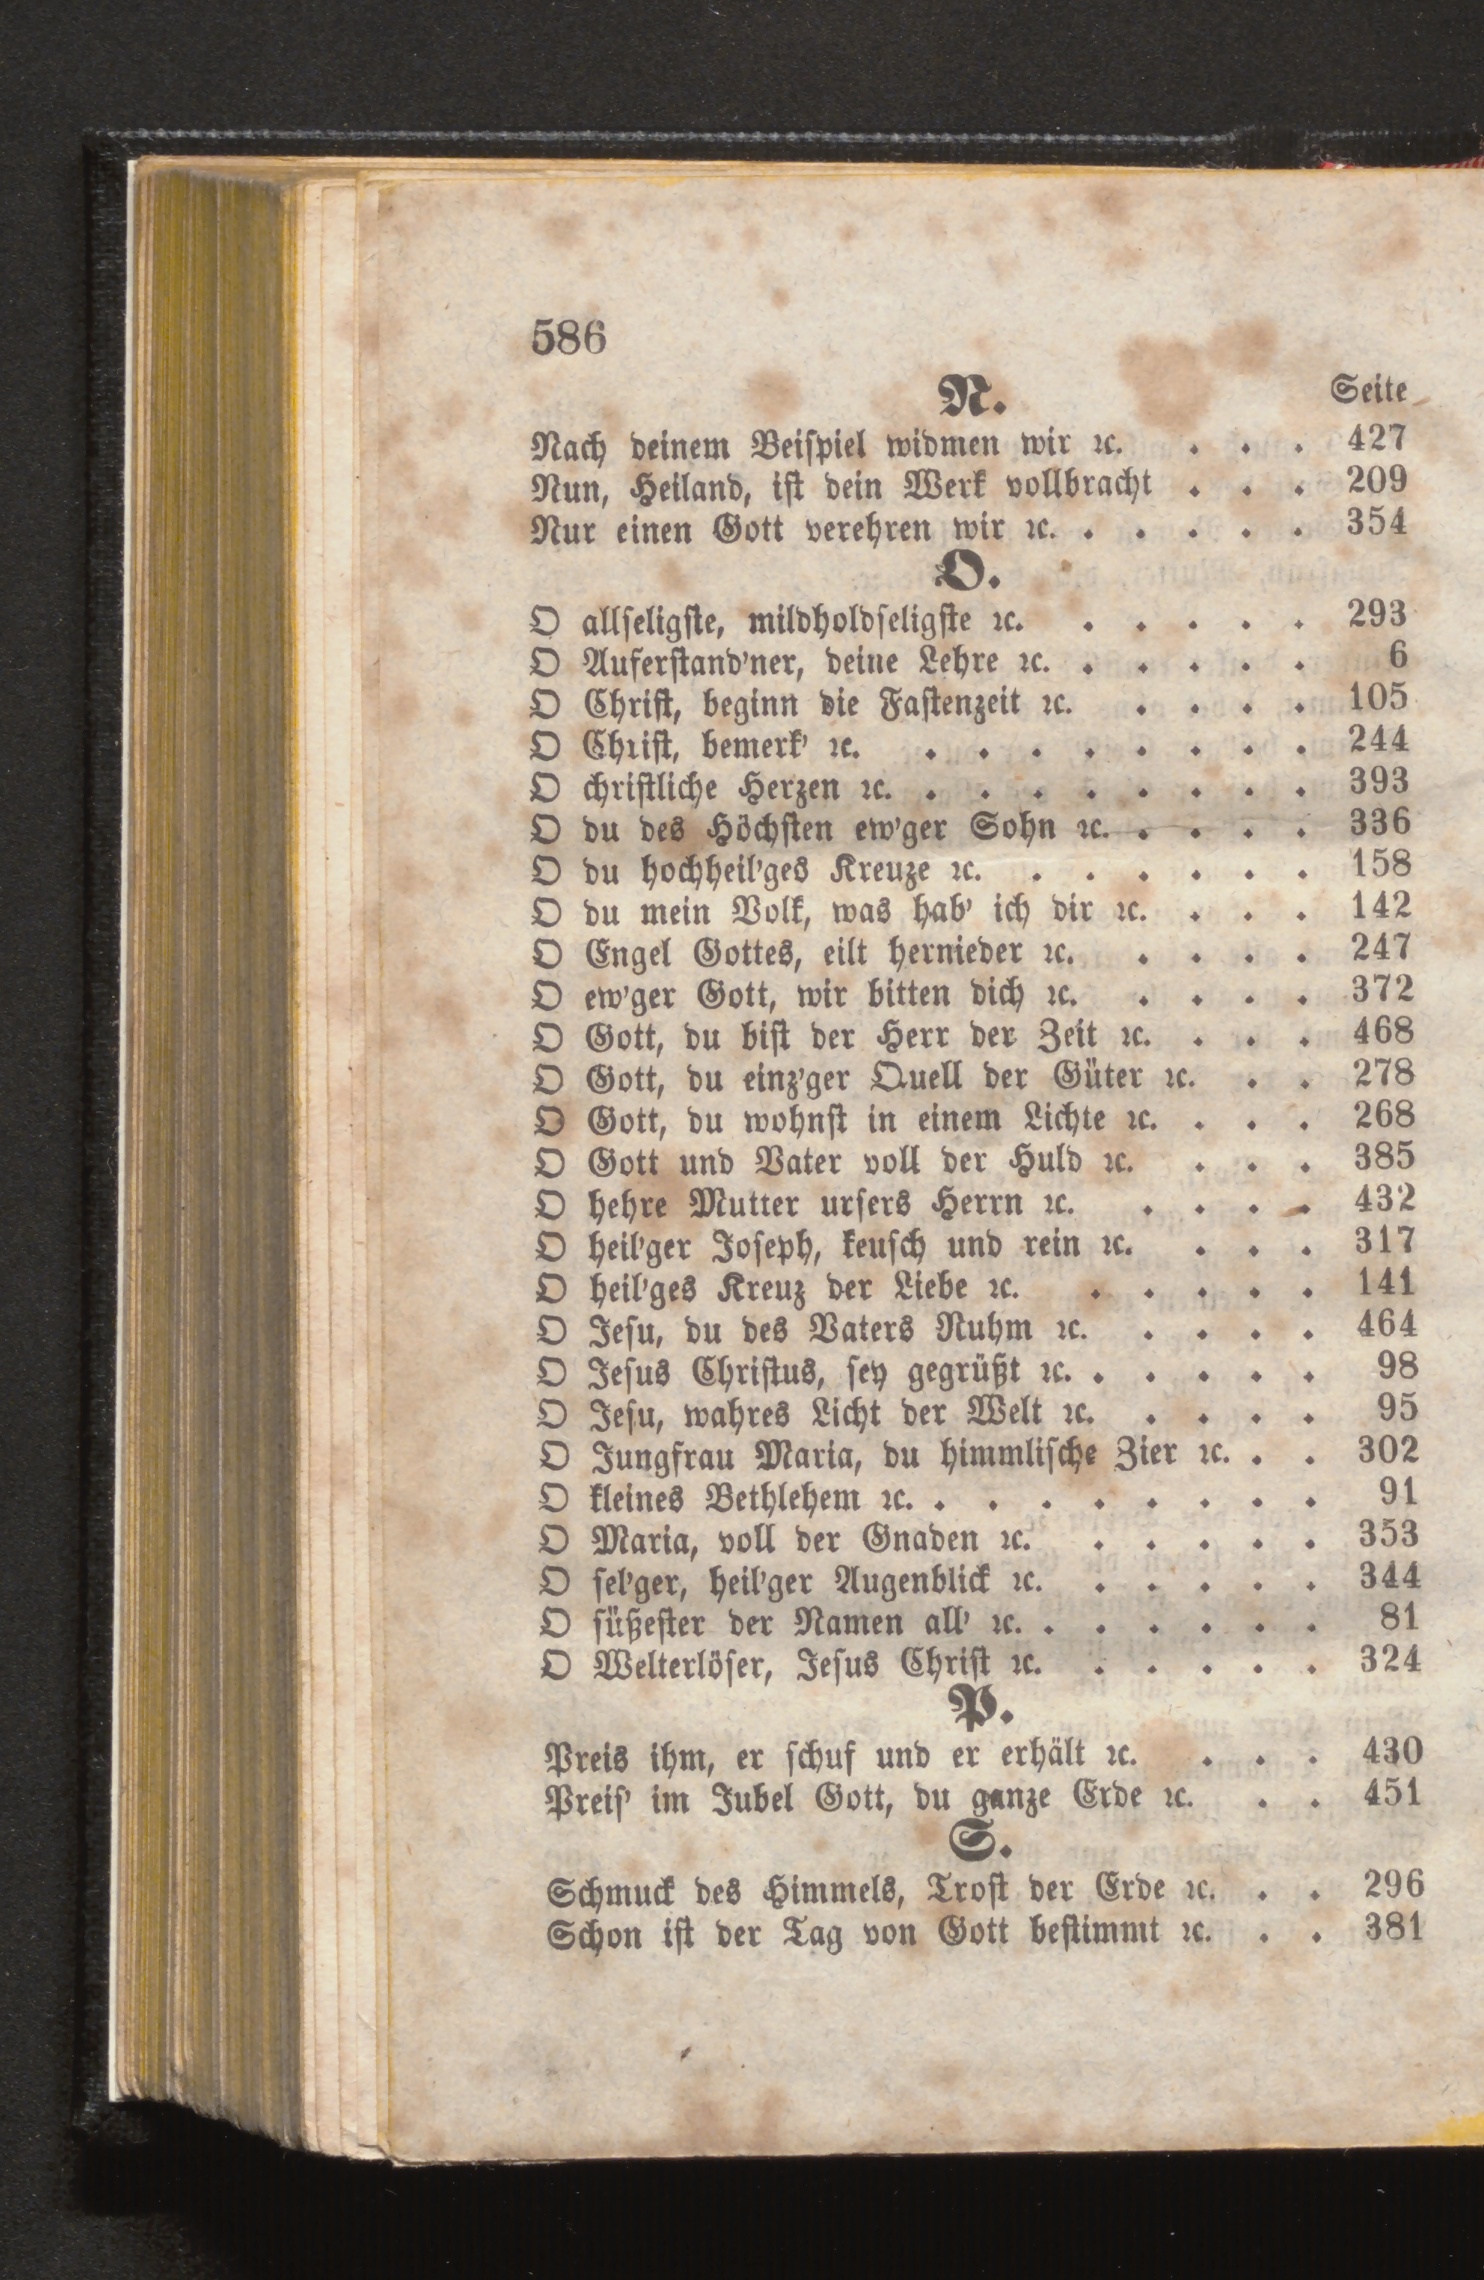 586
N. Seite
Nach deinem Beiſpiel widmen wir ꝛc. . . . 427
Nun, Heiland, iſt dein Werk vollbracht . . . 209
Nur einen Gott verehren wir ꝛc. . . . . . 354
O.
O allſeligſte, mildholdſeligſte ꝛc. . . . . . 293
O Auferſtand'ner, deine Lehre ꝛc. . . . . . 6
O Chriſt, beginn die Faſtenzeit ꝛc. . . . . 105
O Chriſt, bemerk' ꝛc. . . . . . . . . 244
O chriſtliche Herzen ꝛc. . . . . . . . . 393
O du des Höchſten ew'ger Sohn ꝛc. . . . . 336
O du hochheil'ges Kreuze ꝛc. . . . . . . 158
O du mein Volk, was hab' ich dir ꝛc. . . . 142
O Engel Gottes, eilt hernieder ꝛc. . . . . 247
O ew'ger Gott, wir bitten dich ꝛc. . . . . 372
O Gott, du biſt der Herr der Zeit ꝛc. . . . 468
O Gott, du einz'ger Quell der Güter ꝛc. . . 278
O Gott, du wohnſt in einem Lichte ꝛc. . . . 268
O Gott und Vater voll der Huld ꝛc. . . . 385
O hehre Mutter urſers Herrn ꝛc. . . . . 432
O heil'ger Joſeph, keuſch und rein ꝛc. . . . 317
O heil'ges Kreuz der Liebe ꝛc. . . . . . 141
O Jeſu, du des Vaters Ruhm ꝛc. . . . . 464
O Jeſus Chriſtus, ſey gegrüßt ꝛc. . . . . . 98
O Jeſu, wahres Licht der Welt ꝛc. . . . . 95
O Jungfrau Maria, du himmliſche Zier ꝛc. . . 302
O kleines Bethlehem ꝛc. . . . . . . . . 91
O Maria, voll der Gnaden ꝛc. . . . . . 353
O ſel'ger, heil'ger Augenblick ꝛc. . . . . . 344
O ſüßeſter der Namen all' ꝛc. . . . . . . 81
O Welterlöſer, Jeſus Chriſt ꝛc. . . . . . 324
P.
Preis ihm, er ſchuf und er erhält ꝛc. . . . 430
Preiſ' im Jubel Gott, du ganze Erde ꝛc. . . 451
S.
Schmuck des Himmels, Troſt der Erde ꝛc. . . 296
Schon iſt der Tag von Gott beſtimmt ꝛc. . . 381